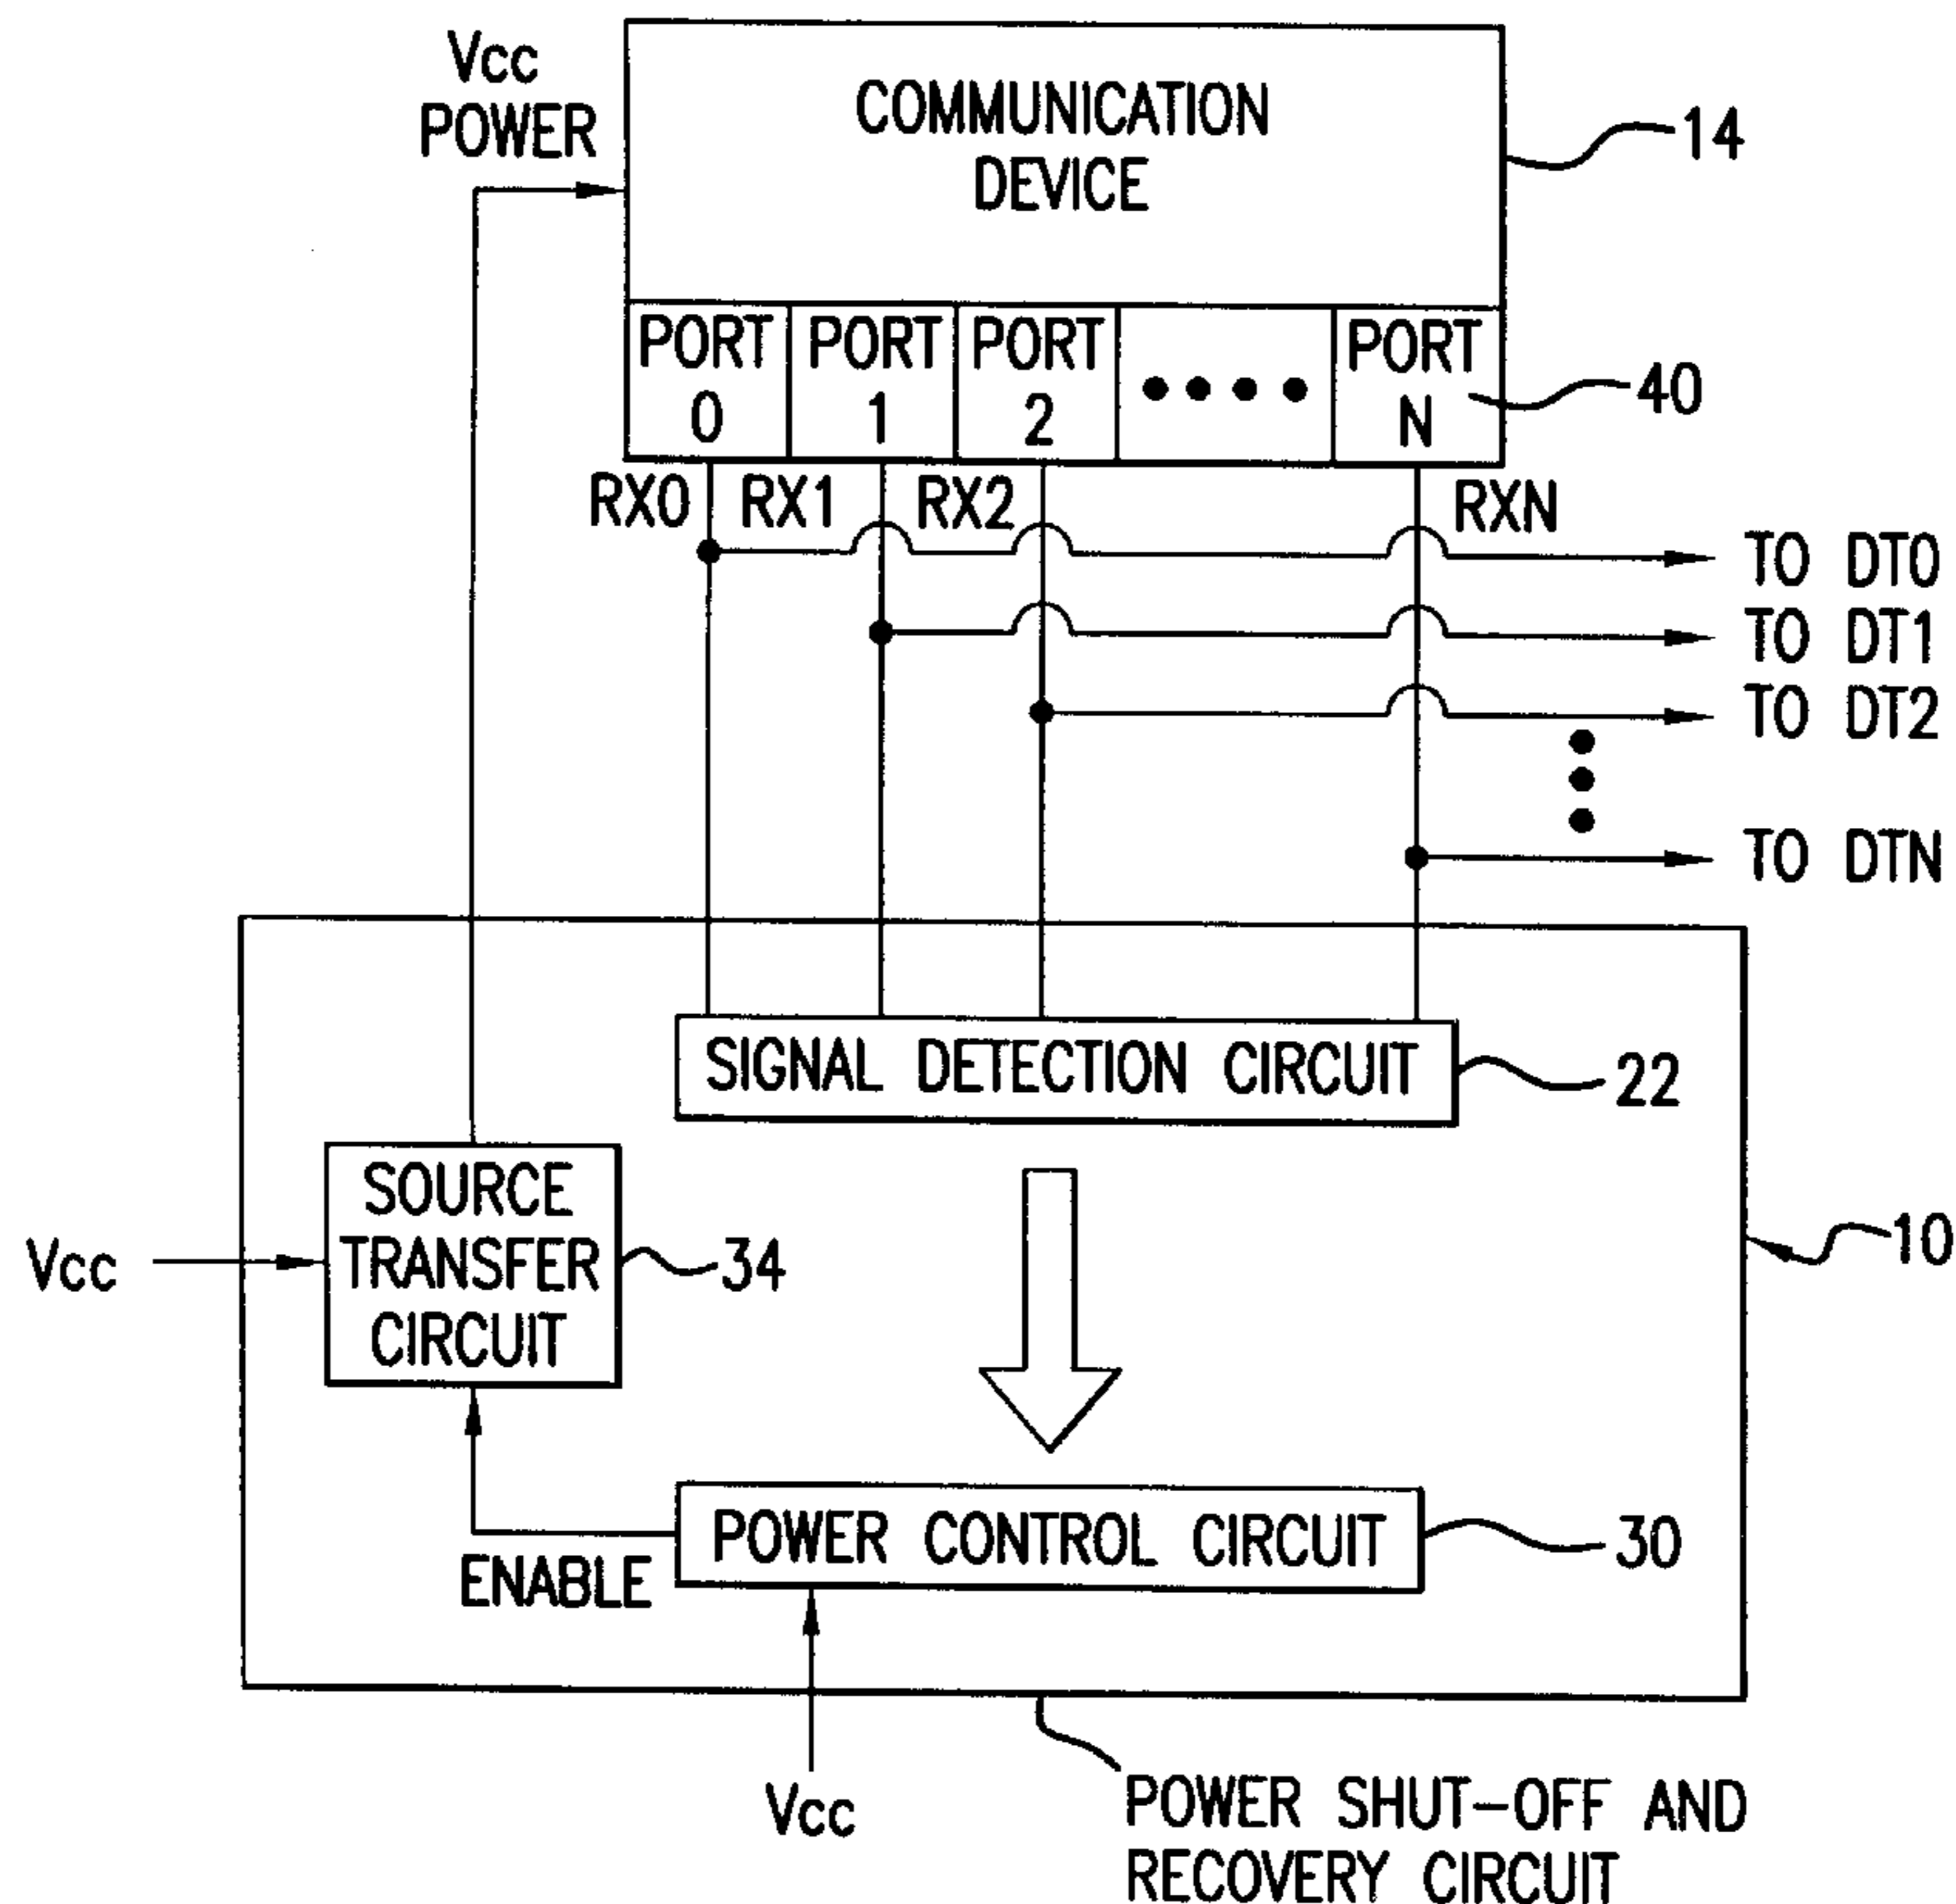 Vcc
POWER
COMMUNICATION
DEVICE
14
PORT
0
PORT
1
PORT
2
PORT
N
40
RX0
RX1
RX2
RXN
TO DT0
TO DT1
TO DT2
TO DTN
SIGNAL DETECTION CIRCUIT
22
SOURCE
TRANSFER
CIRCUIT
34
Vcc
10
POWER CONTROL CIRCUIT
30
ENABLE
Vcc
POWER SHUT-OFF AND
RECOVERY CIRCUIT